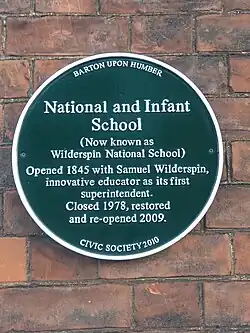 BARTON UPON HUMBER
National and Infant
School
(Now known as
Wilderspin National School)
Opened 1845 with Samuel Wilderspin,
innovative educator as its first
superintendent.
Closed 1978, restored
and re-opened 2009.
CIVIC SOCIETY 2010